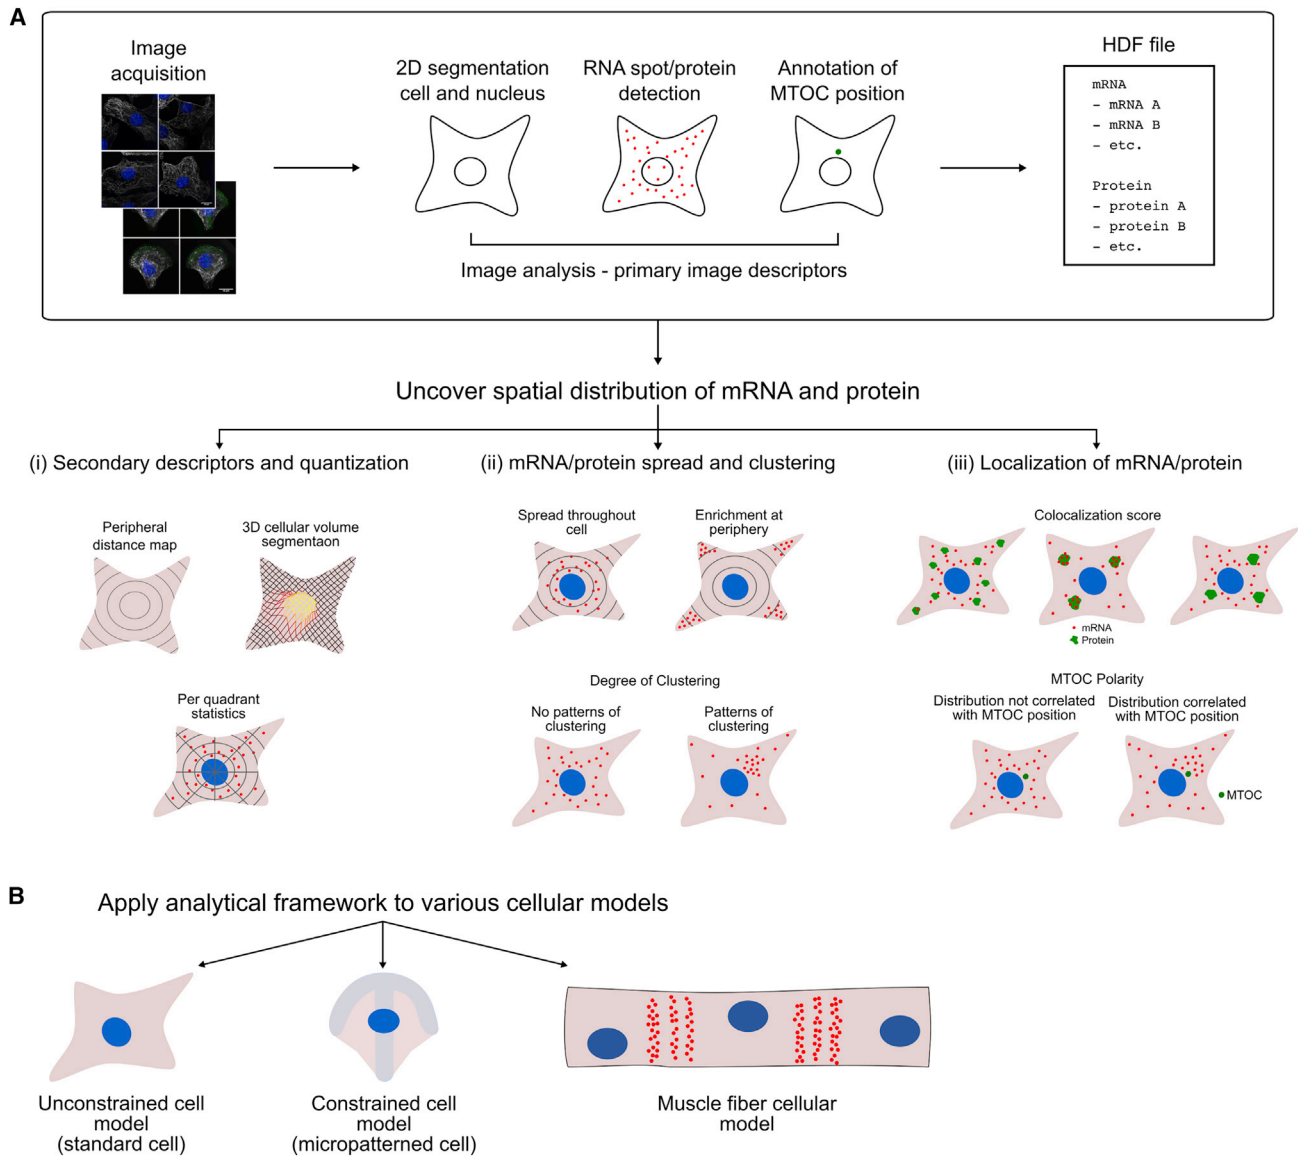 A
Image
acquisition
2D segmentation
cell and nucleus
RNA spot/protein
detection
Annotation of
MTOC position
HDF file
mRNA
- mRNA A
- mRNA B
- etc.
Protein
- protein A
- protein B
- etc.
Image analysis - primary image descriptors
Uncover spatial distribution of mRNA and protein
(i) Secondary descriptors and quantization
(ii) mRNA/protein spread and clustering
(iii) Localization of mRNA/protein
Peripheral
distance map
3D cellular volume
segmentaon
Per quadrant
statistics
Spread throughout
cell
Enrichment at
periphery
Degree of Clustering
No patterns of
clustering
Patterns of
clustering
Colocalization score
mRNA
Protein
MTOC Polarity
Distribution not correlated
with MTOC position
Distribution correlated
with MTOC position
MTOC
B
Apply analytical framework to various cellular models
Unconstrained cell
model
(standard cell)
Constrained cell
model
(micropatterned cell)
Muscle fiber cellular
model